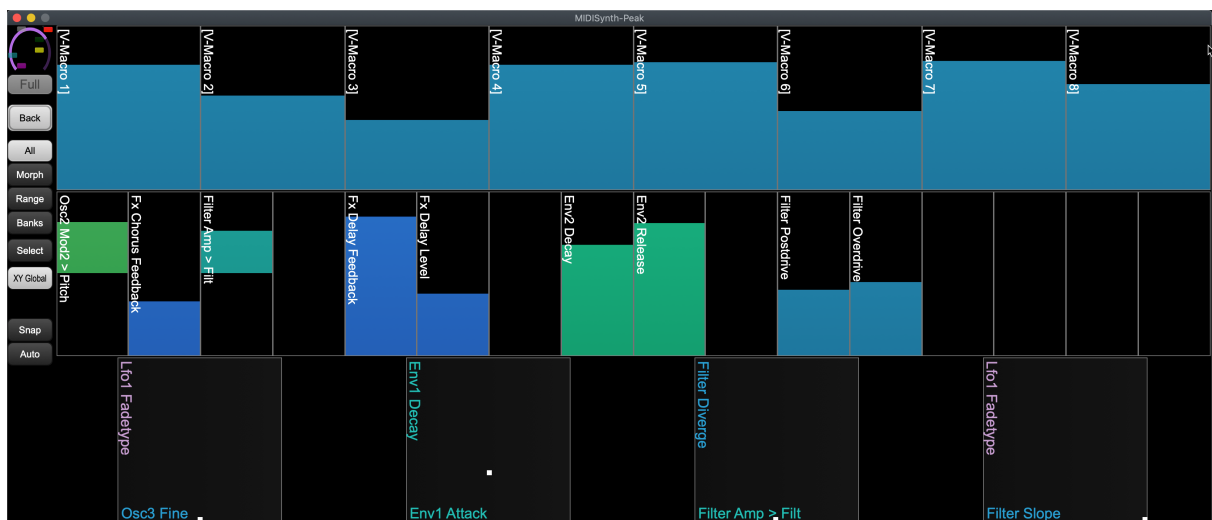 MIDISynth-Peak
Full
Back
All
Morph
Range
Banks
Select
XY Global
Snap
Auto
[V-Macro 1]
[V-Macro 2]
[V-Macro 3]
[V-Macro 4]
[V-Macro 5]
[V-Macro 6]
[V-Macro 7]
[V-Macro 8]
Osc2 Mod2 > Pitch
Fx Chorus Feedback
Filter Amp > Filt
Fx Delay Feedback
Fx Delay Level
Env2 Decay
Env2 Release
Filter Postdrive
Filter Overdrive
Lfo1 Fadetype
Osc3 Fine
Env1 Decay
Env1 Attack
Filter Diverge
Filter Amp > Filt
Lfo1 Fadetype
Filter Slope